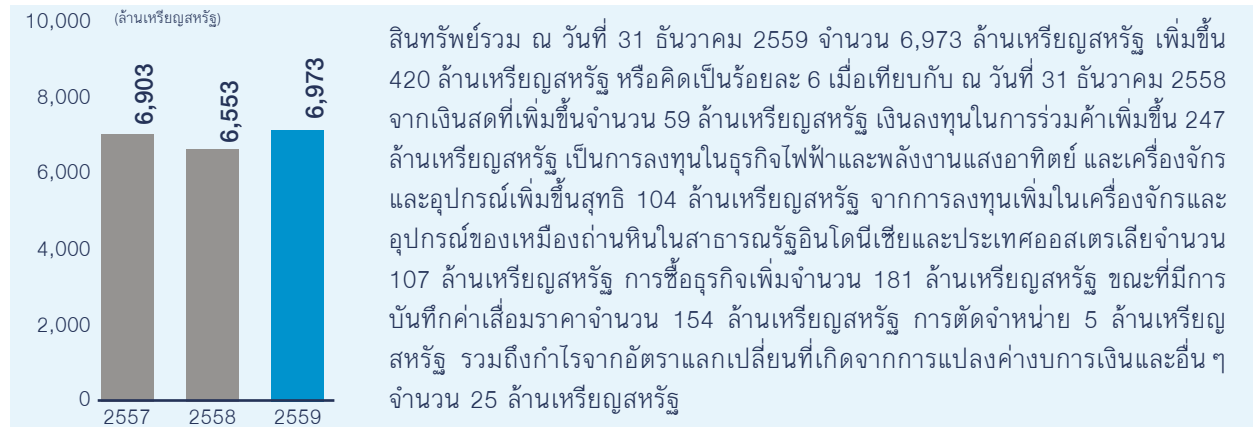 (ล้านเหรียญสหรัฐ)
10,000
8,000
6,000
4,000
2,000
0
6,903
6,553
6,973
2557 2558 2559
สินทรัพย์รวม ณ วันที่ 31 ธันวาคม 2559 จำนวน 6,973 ล้านเหรียญสหรัฐ เพิ่มขึ้น
420 ล้านเหรียญสหรัฐ หรือคิดเป็นร้อยละ 6 เมื่อเทียบกับ ณ วันที่ 31 ธันวาคม 2558
จากเงินสดที่เพิ่มขึ้นจำนวน 59 ล้านเหรียญสหรัฐ เงินลงทุนในการร่วมค้าเพิ่มขึ้น 247
ล้านเหรียญสหรัฐ เป็นการลงทุนในธุรกิจไฟฟ้าและพลังงานแสงอาทิตย์ และเครื่องจักร
และอุปกรณ์เพิ่มขึ้นสุทธิ 104 ล้านเหรียญสหรัฐ จากการลงทุนเพิ่มในเครื่องจักรและ
อุปกรณ์ของเหมืองถ่านหินในสาธารณรัฐอินโดนีเซียและประเทศออสเตรเลียจำนวน
107 ล้านเหรียญสหรัฐ การซื้อธุรกิจเพิ่มจำนวน 181 ล้านเหรียญสหรัฐ ขณะที่มีการ
บันทึกค่าเสื่อมราคาจำนวน 154 ล้านเหรียญสหรัฐ การตัดจำหน่าย 5 ล้านเหรียญ
สหรัฐ รวมถึงกำไรจากอัตราแลกเปลี่ยนที่เกิดจากการแปลงค่างบการเงินและอื่นๆ
จำนวน 25 ล้านเหรียญสหรัฐ